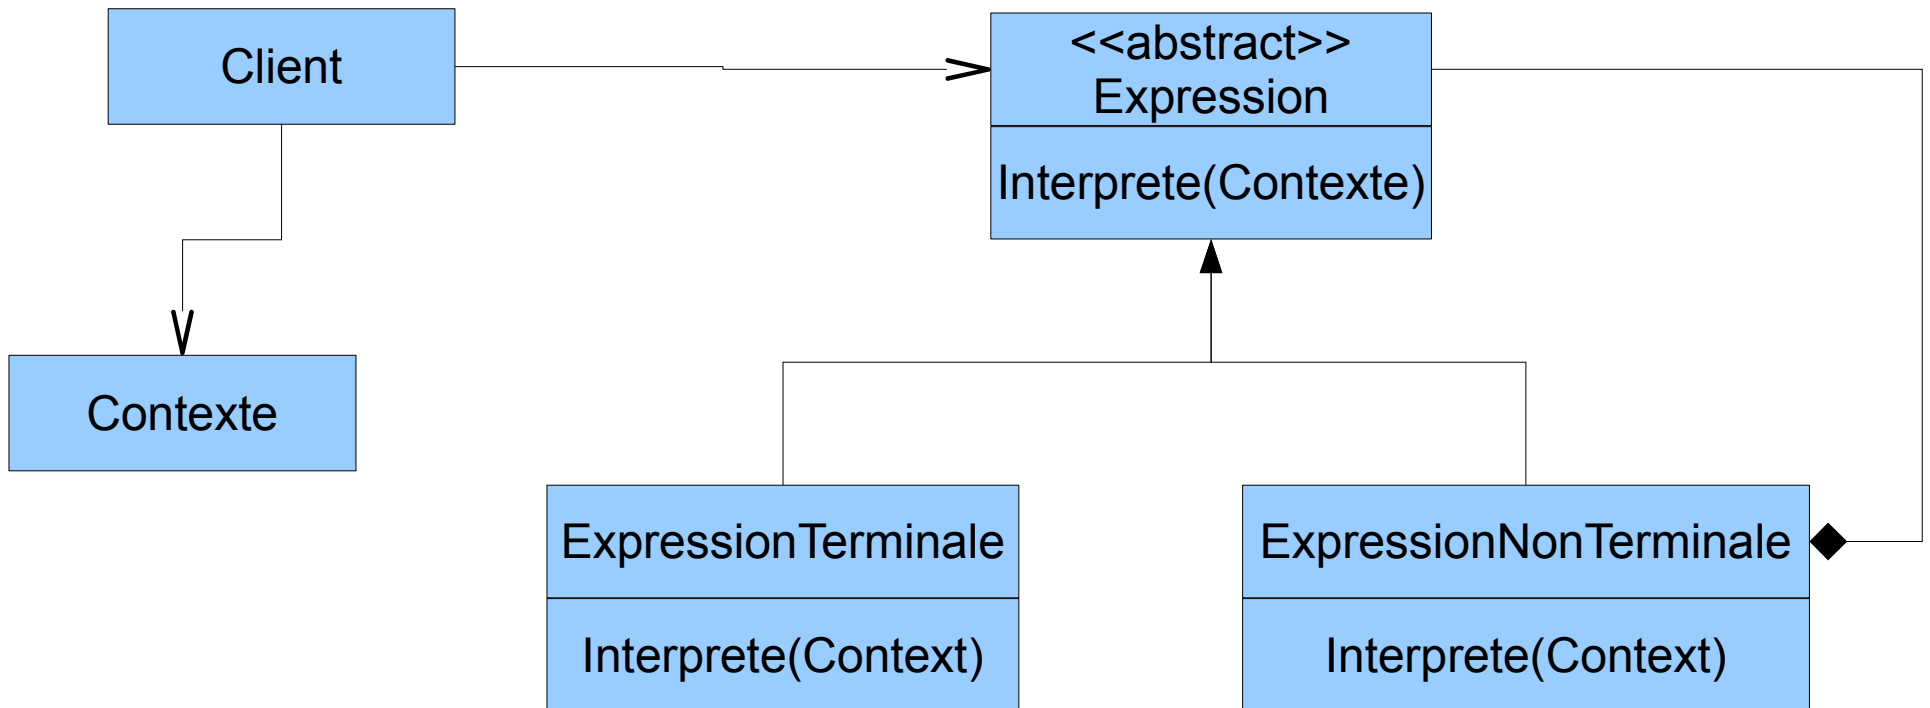 Client
<<abstract>>
Expression
Interprete(Contexte)
Contexte
ExpressionTerminale
Interprete(Context)
ExpressionNonTerminale
Interprete(Context)